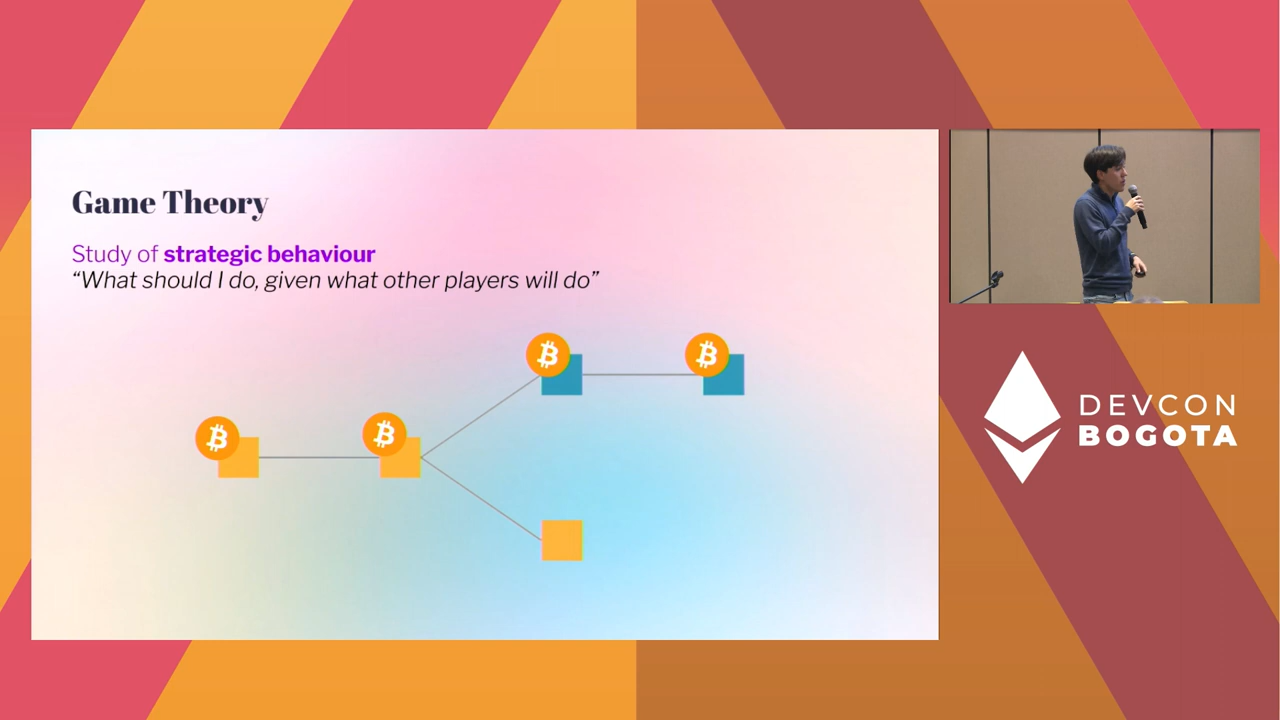 Game Theory
Study of strategic behaviour
“What should I do, given what other players will do”
DEVCON
BOGOTA